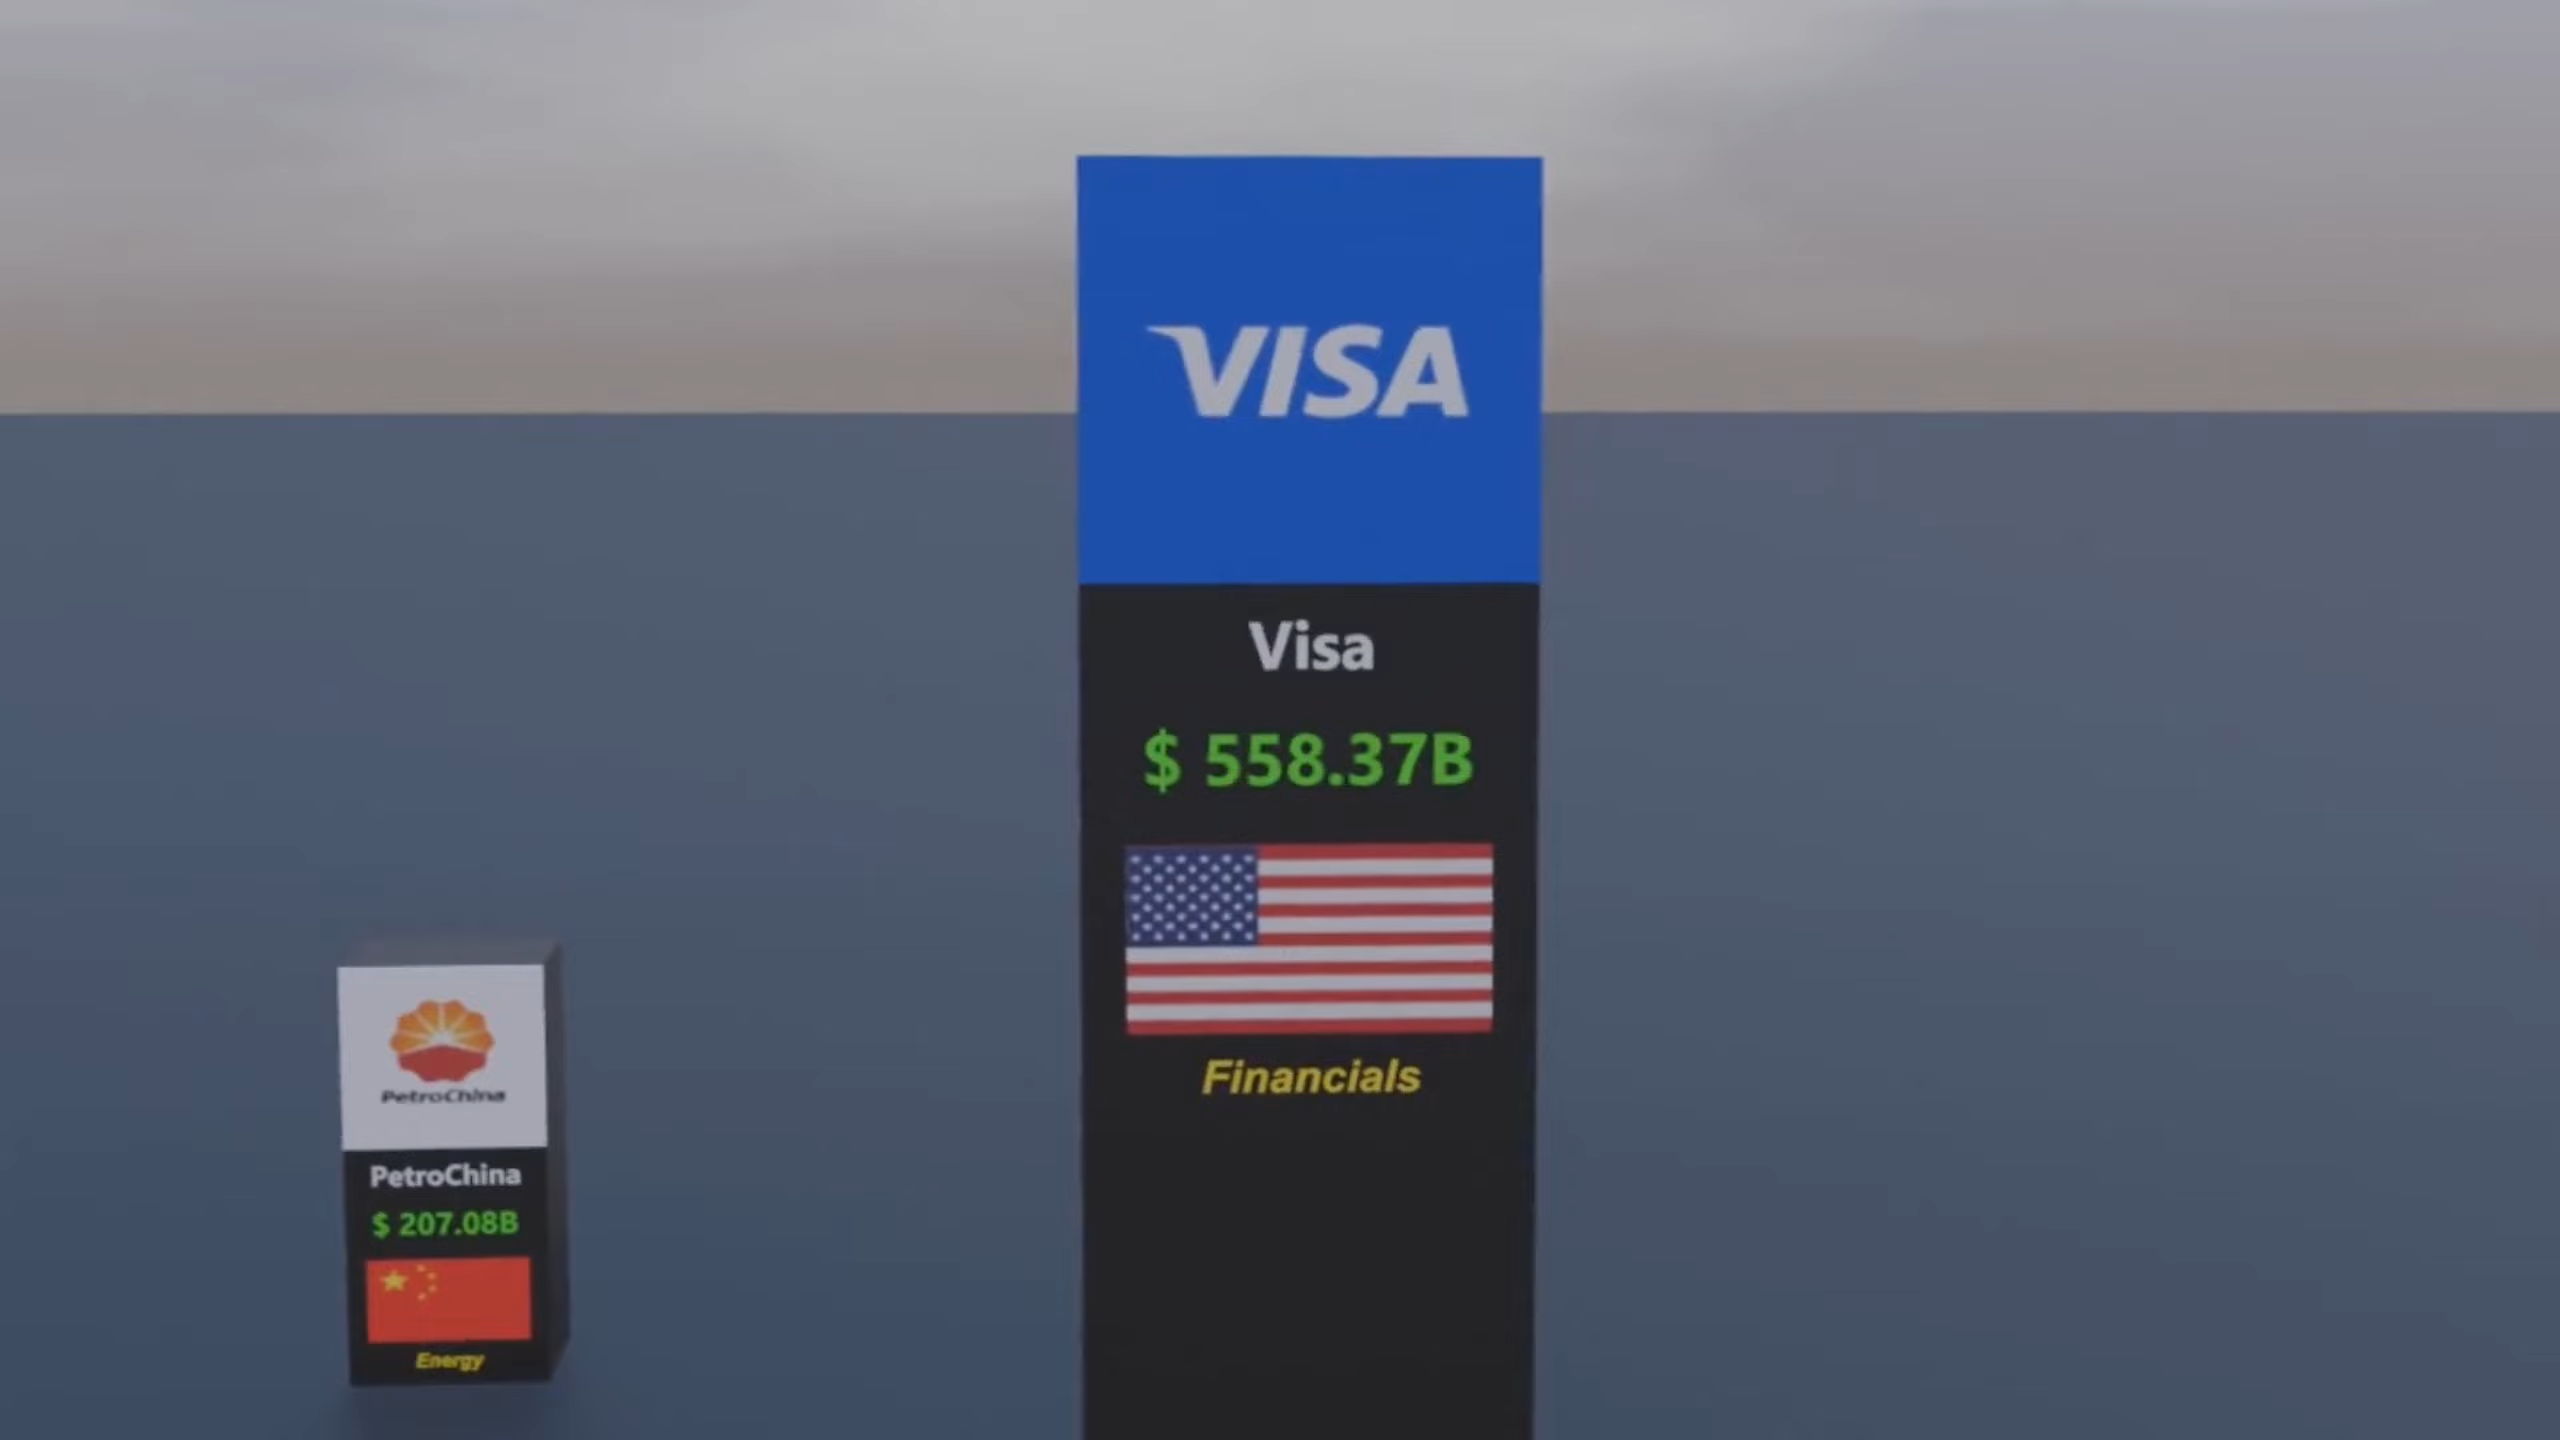 VISA
Visa
$ 558.37B
Financials
PetroChina
PetroChina
$ 207.08B
Energy